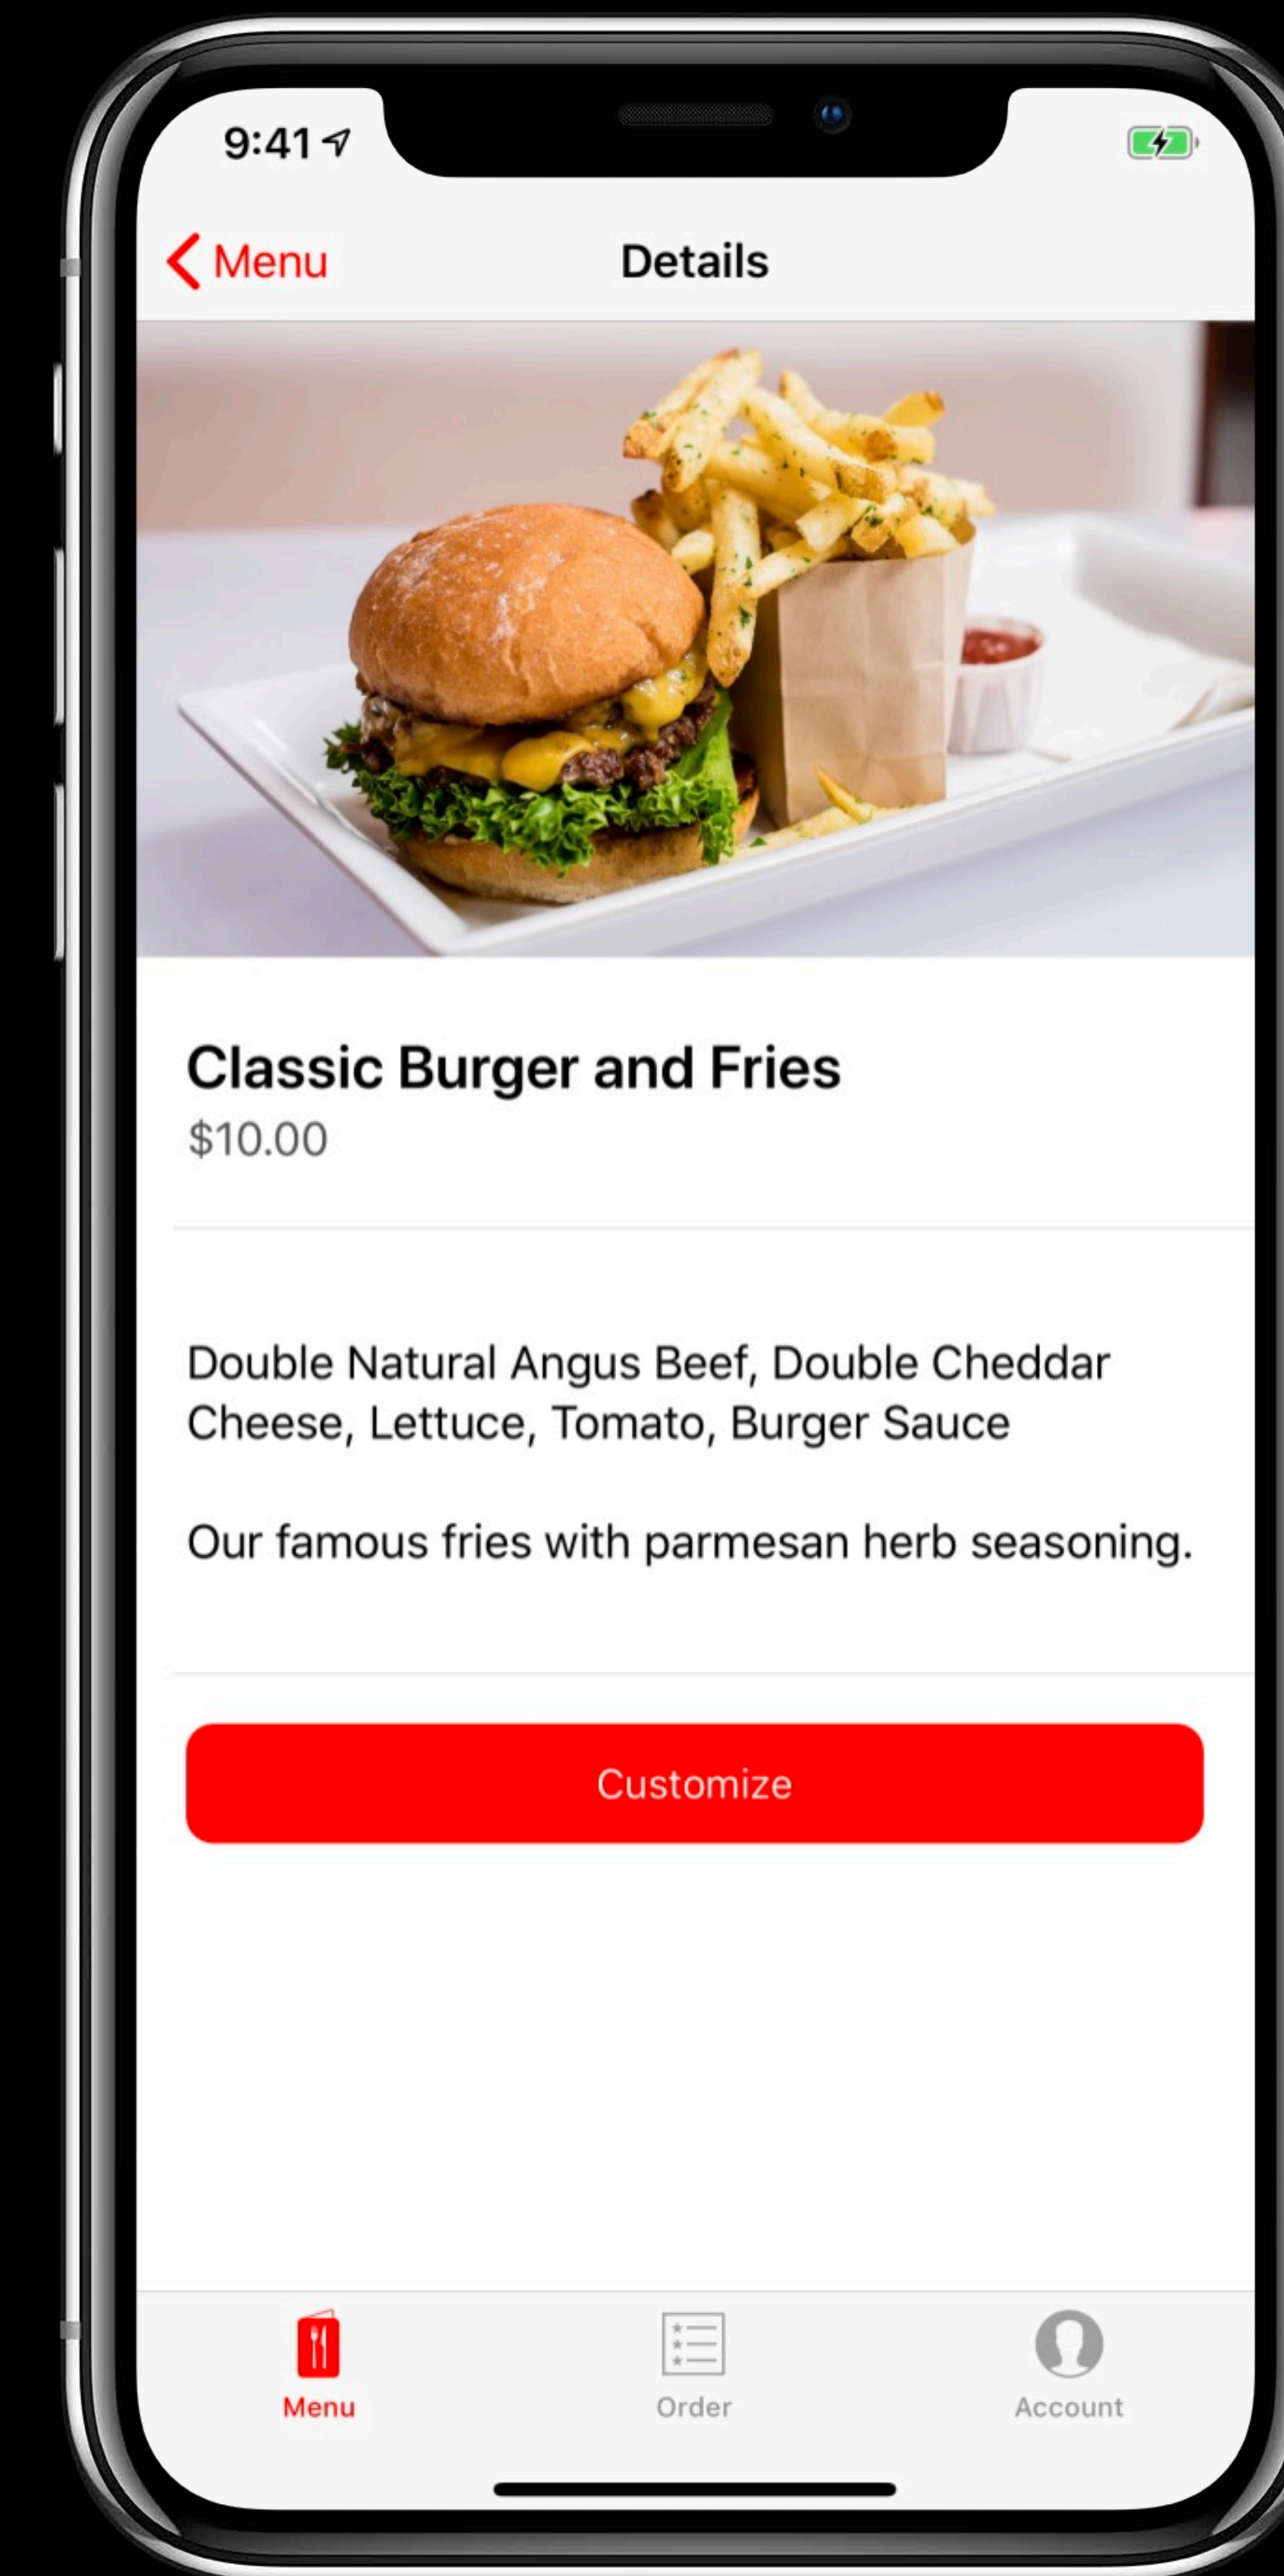 9:41
Menu
Details
Classic Burger and Fries
$10.00
Double Natural Angus Beef, Double Cheddar
Cheese, Lettuce, Tomato, Burger Sauce
Our famous fries with parmesan herb seasoning.
Customize
Menu
Order
Account